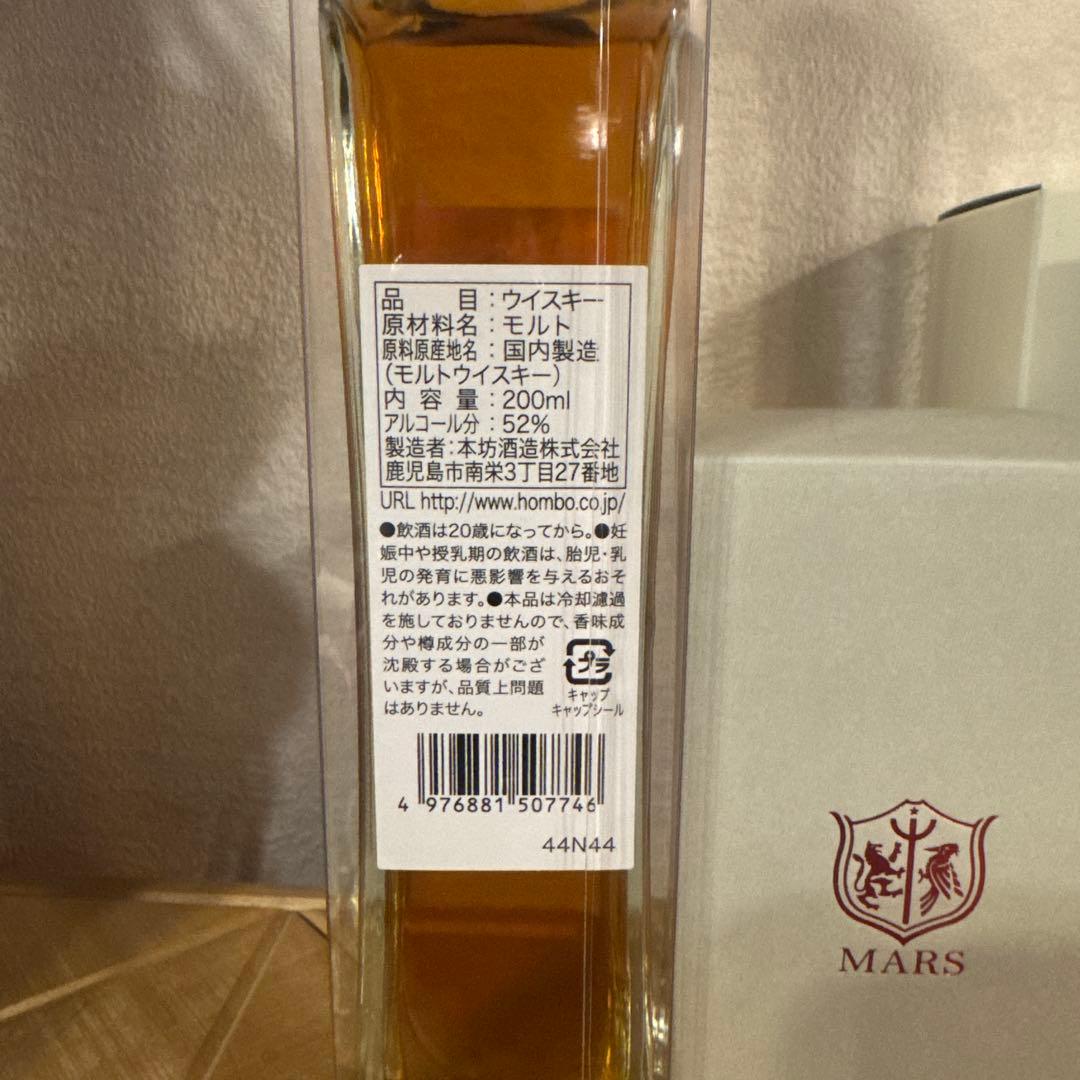 品目:ウイスキー
原材料名:モルト
原料原産地名:国内製造
(モルトウイスキー)
内容量:200ml
アルコール分:52%
製造者:本坊酒造株式会社
鹿児島市南栄3丁目27番地
URL http://www.hombo.co.jp/
●飲酒は20歳になってから。●妊
娠中や授乳期の飲酒は、胎児・乳
児の発育に悪影響を与えるおそ
れがあります。●本品は冷却濾過
を施しておりませんので、香味成
分や樽成分の一部が
沈殿する場合がござ
いますが、品質上問題
はありません。
プラ
キャップ
キャップシール
4 976881 507746
44N44
MARS